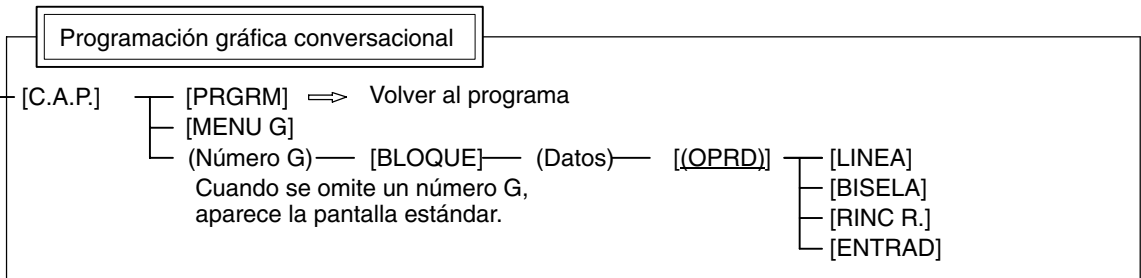 Programación gráfica conversacional
[C.A.P.] [PRGRM] Volver al programa
[MENU G]
(Número G) [BLOQUE] (Datos) [(OPRD)] [LINEA]
Cuando se omite un número G, [BISELA]
aparece la pantalla estándar. [RINC R.]
[ENTRAD]